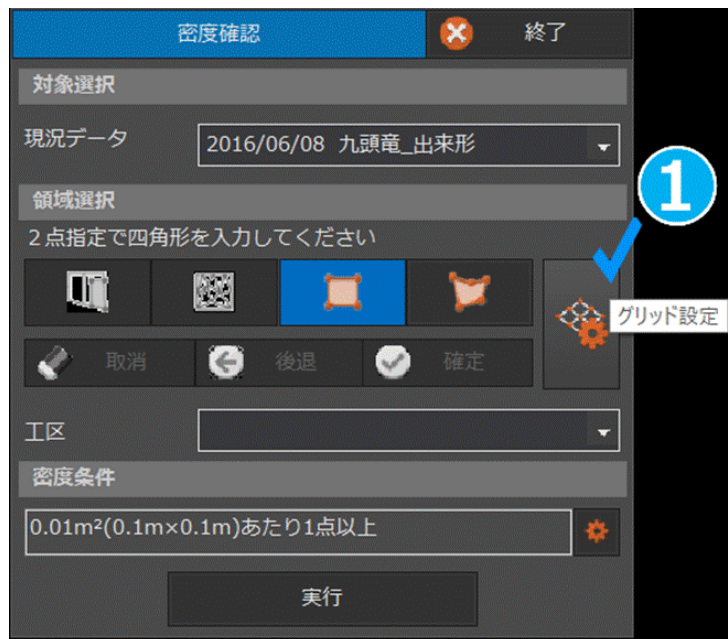 密度確認
終了
対象選択
現況データ
2016/06/08 九頭竜_出来形
1
領域選択
２点指定で四角形を入力してください
グリッド設定
取消
後退
確定
工区
密度条件
0.01m²(0.1m×0.1m)あたり1点以上
実行